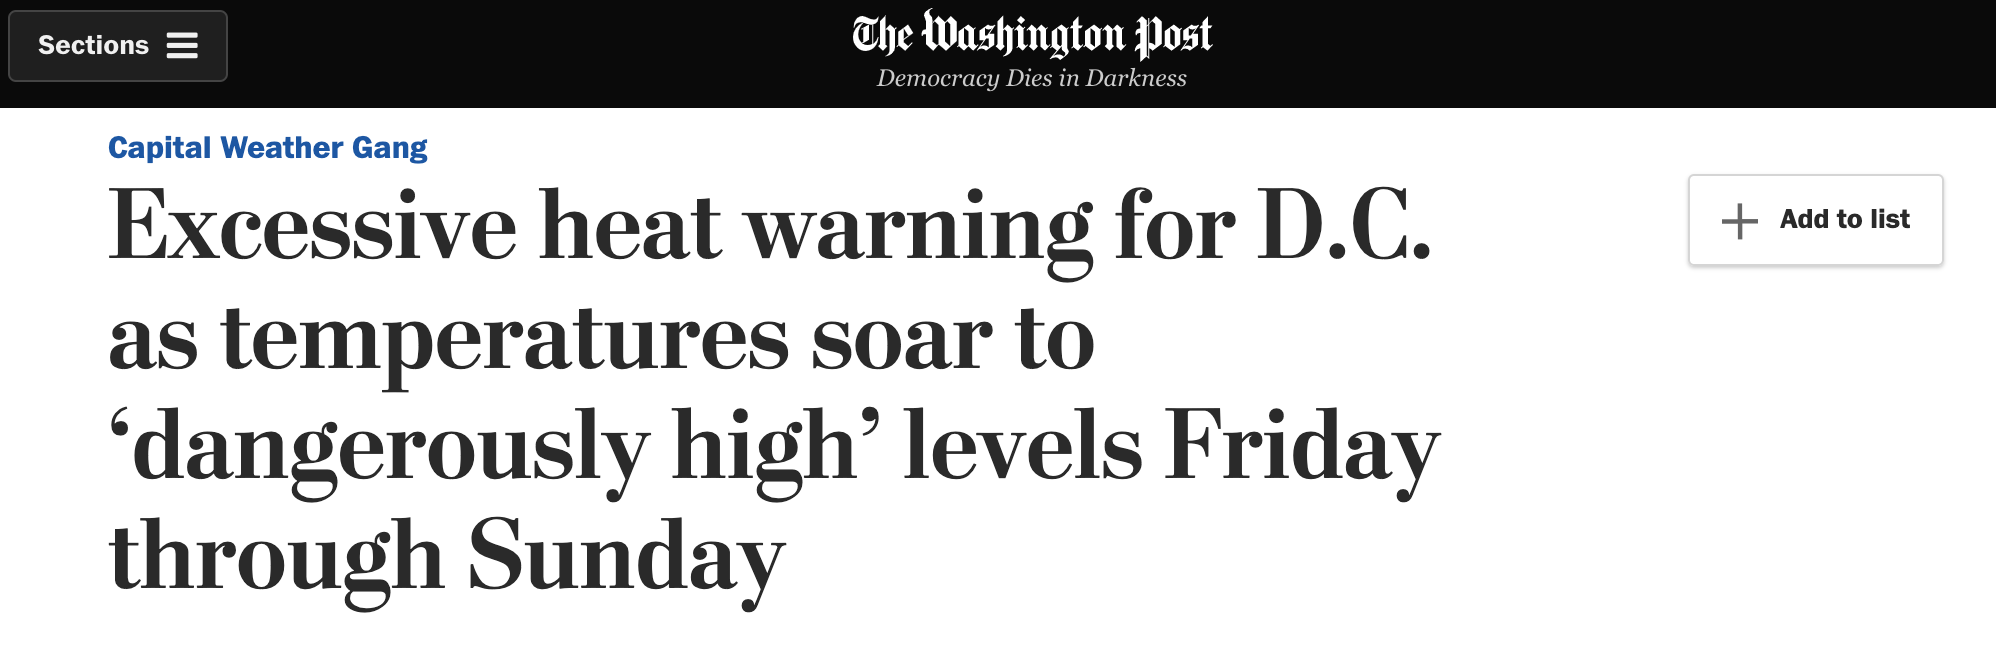 Sections
The Washington Post
Democracy Dies in Darkness
Capital Weather Gang
Excessive heat warning for D.C.
as temperatures soar to
‘dangerously high’ levels Friday
through Sunday
Add to list